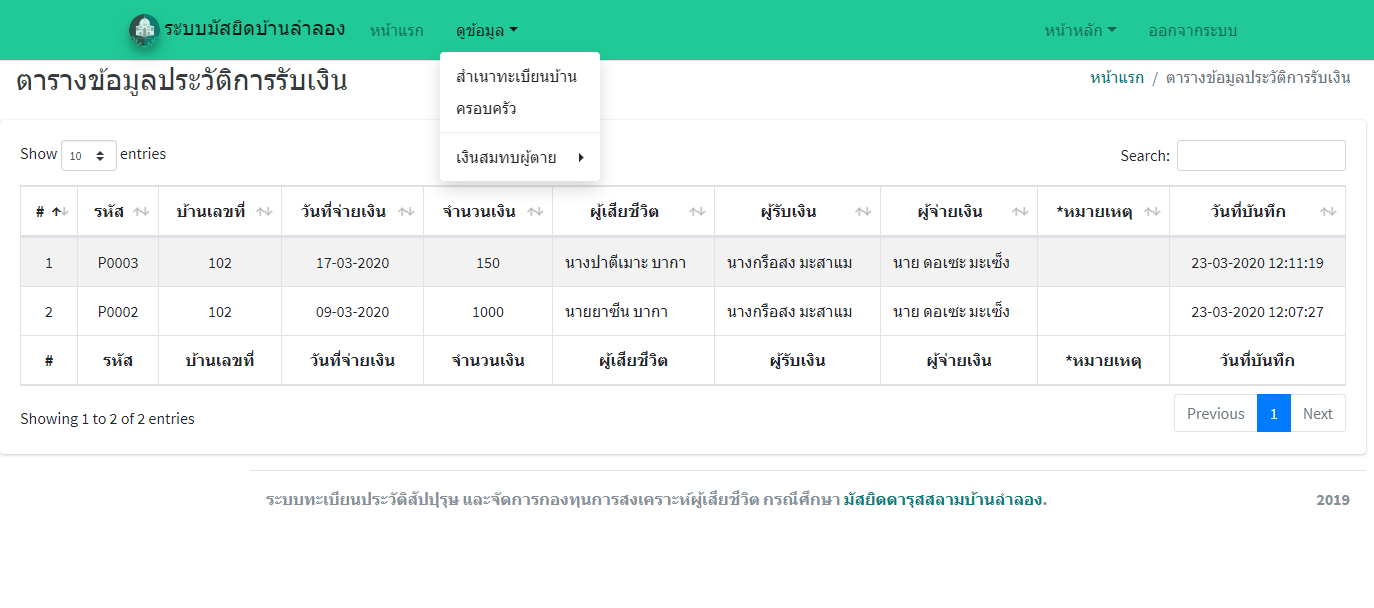 ระบบมัสยิดบ้านลำลอง หน้าแรก ดูข้อมูล หน้าหลัก ออกจากระบบ
ตารางข้อมูลประวัติการรับเงิน
หน้าแรก / ตารางข้อมูลประวัติการรับเงิน
สำเนาทะเบียนบ้าน
ครอบครัว
เงินสมทบผู้ตาย
Show 10 entries
Search:
# รหัส บ้านเลขที่ วันที่จ่ายเงิน จำนวนเงิน ผู้เสียชีวิต ผู้รับเงิน ผู้จ่ายเงิน *หมายเหตุ วันที่บันทึก
1 P0003 102 17-03-2020 150 นางปาตีเมาะ บากา นางกรือสง มะสาแม นาย ดอเซะ มะเซ็ง 23-03-2020 12:11:19
2 P0002 102 09-03-2020 1000 นายยาซีน บากา นางกรือสง มะสาแม นาย ดอเซะ มะเซ็ง 23-03-2020 12:07:27
# รหัส บ้านเลขที่ วันที่จ่ายเงิน จำนวนเงิน ผู้เสียชีวิต ผู้รับเงิน ผู้จ่ายเงิน *หมายเหตุ วันที่บันทึก
Showing 1 to 2 of 2 entries
Previous 1 Next
ระบบทะเบียนประวัติสัปปุรุษ และจัดการกองทุนการสงเคราะห์ผู้เสียชีวิต กรณีศึกษา มัสยิดดารุสสลามบ้านลำลอง. 2019